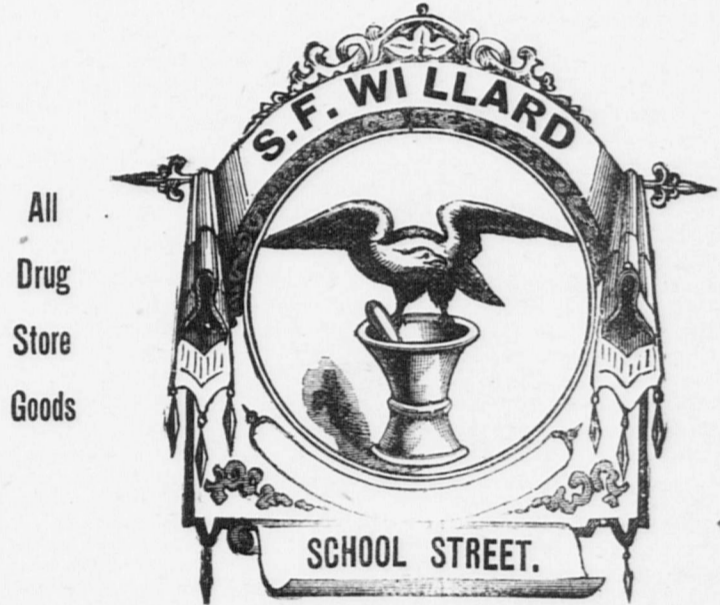 S.F. WILLARD
All
Drug
Store
Goods
SCHOOL STREET.